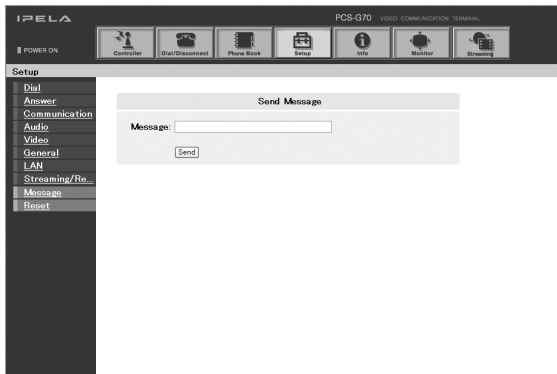 IPELA
PCS-G70 VIDEO COMMUNICATION TERMINAL
POWER ON
Controller
Dial/Disconnect
Phone Book
Setup
Info
Monitor
Streaming
Setup
Dial
Answer
Communication
Audio
Video
General
LAN
Streaming/Re...
Message
Reset
Send Message
Message:
Send